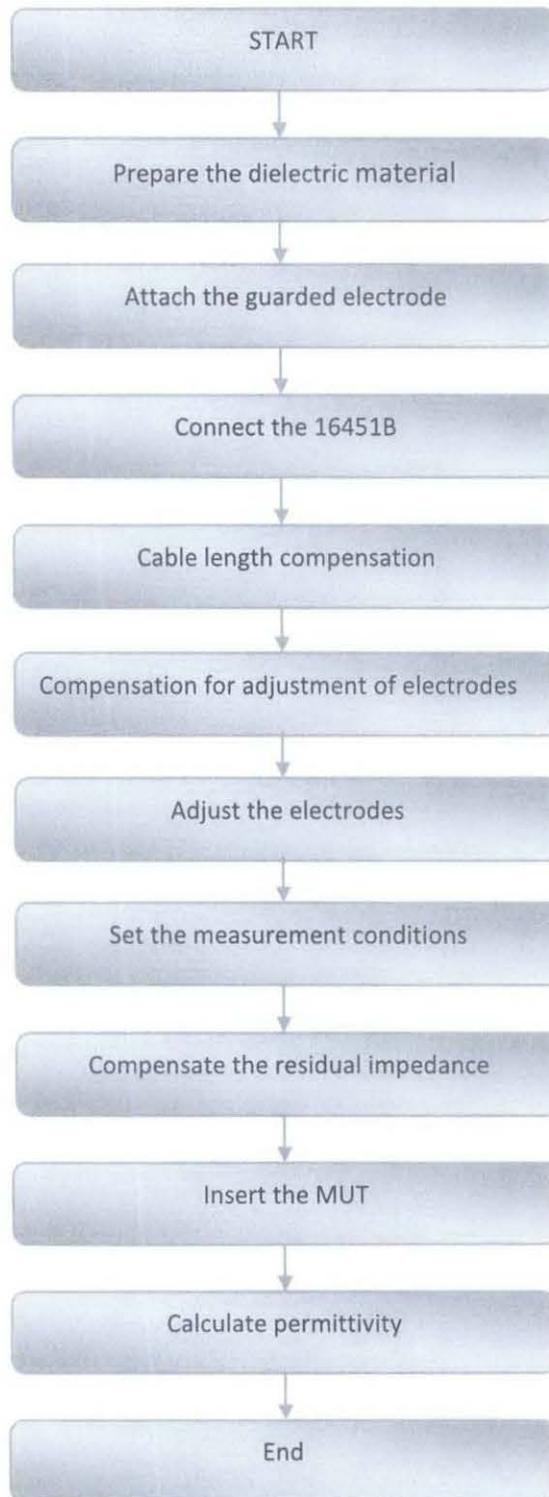 START
Prepare the dielectric material
Attach the guarded electrode
Connect the 16451B
Cable length compensation
Compensation for adjustment of electrodes
Adjust the electrodes
Set the measurement conditions
Compensate the residual impedance
Insert the MUT
Calculate permittivity
End